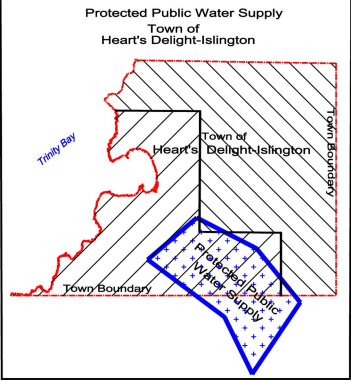 Protected Public Water Supply
Town of
Heart's Delight-Islington
Trinity Bay
Town of
Heart's Delight-Islington
Town Boundary
Protected Public
Water Supply
Town Boundary